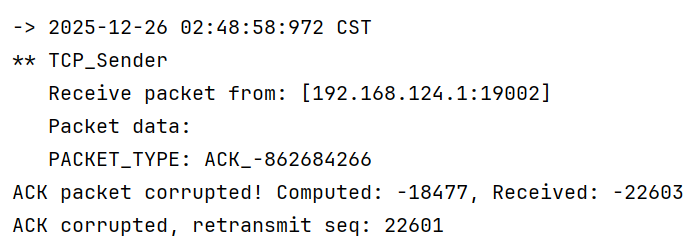 -> 2025-12-26 02:48:58:972 CST
** TCP_Sender
Receive packet from: [192.168.124.1:19002]
Packet data:
PACKET_TYPE: ACK_-862684266
ACK packet corrupted! Computed: -18477, Received: -22603
ACK corrupted, retransmit seq: 22601